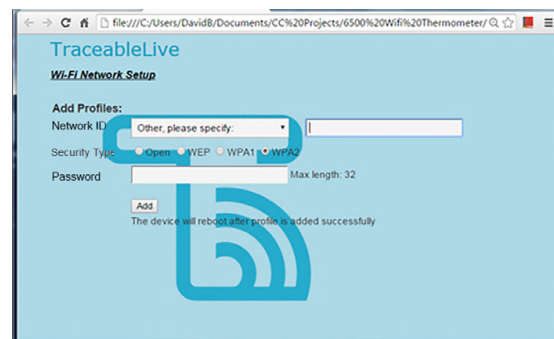 file:///C:/Users/DavidB/Documents/CC%20Projects/6500%20Wifi%20Thermometer/
TraceableLive
Wi-Fi Network Setup
Add Profiles:
Network ID Other, please specify:
Security Type Open WEP WPA1 WPA2
Password Max length: 32
Add
The device will reboot after profile is added successfully